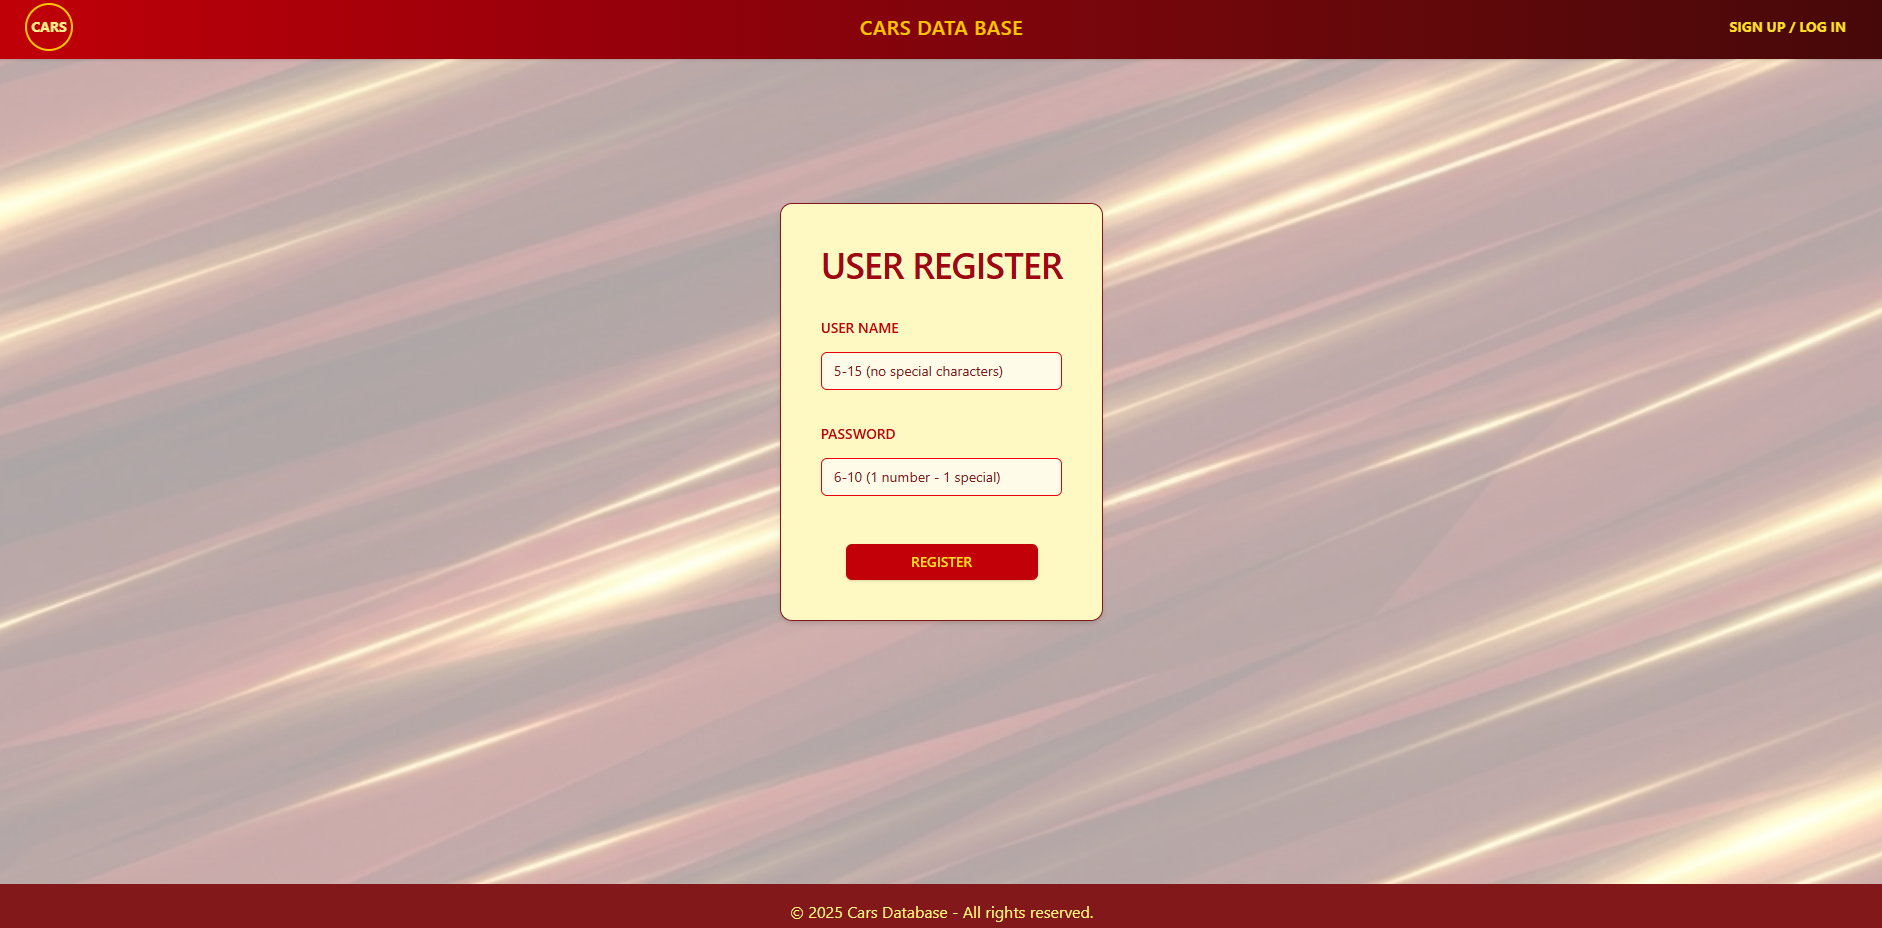 CARS
CARS DATA BASE
SIGN UP / LOG IN
USER REGISTER
USER NAME
5-15 (no special characters)
PASSWORD
6-10 (1 number - 1 special)
REGISTER
© 2025 Cars Database - All rights reserved.